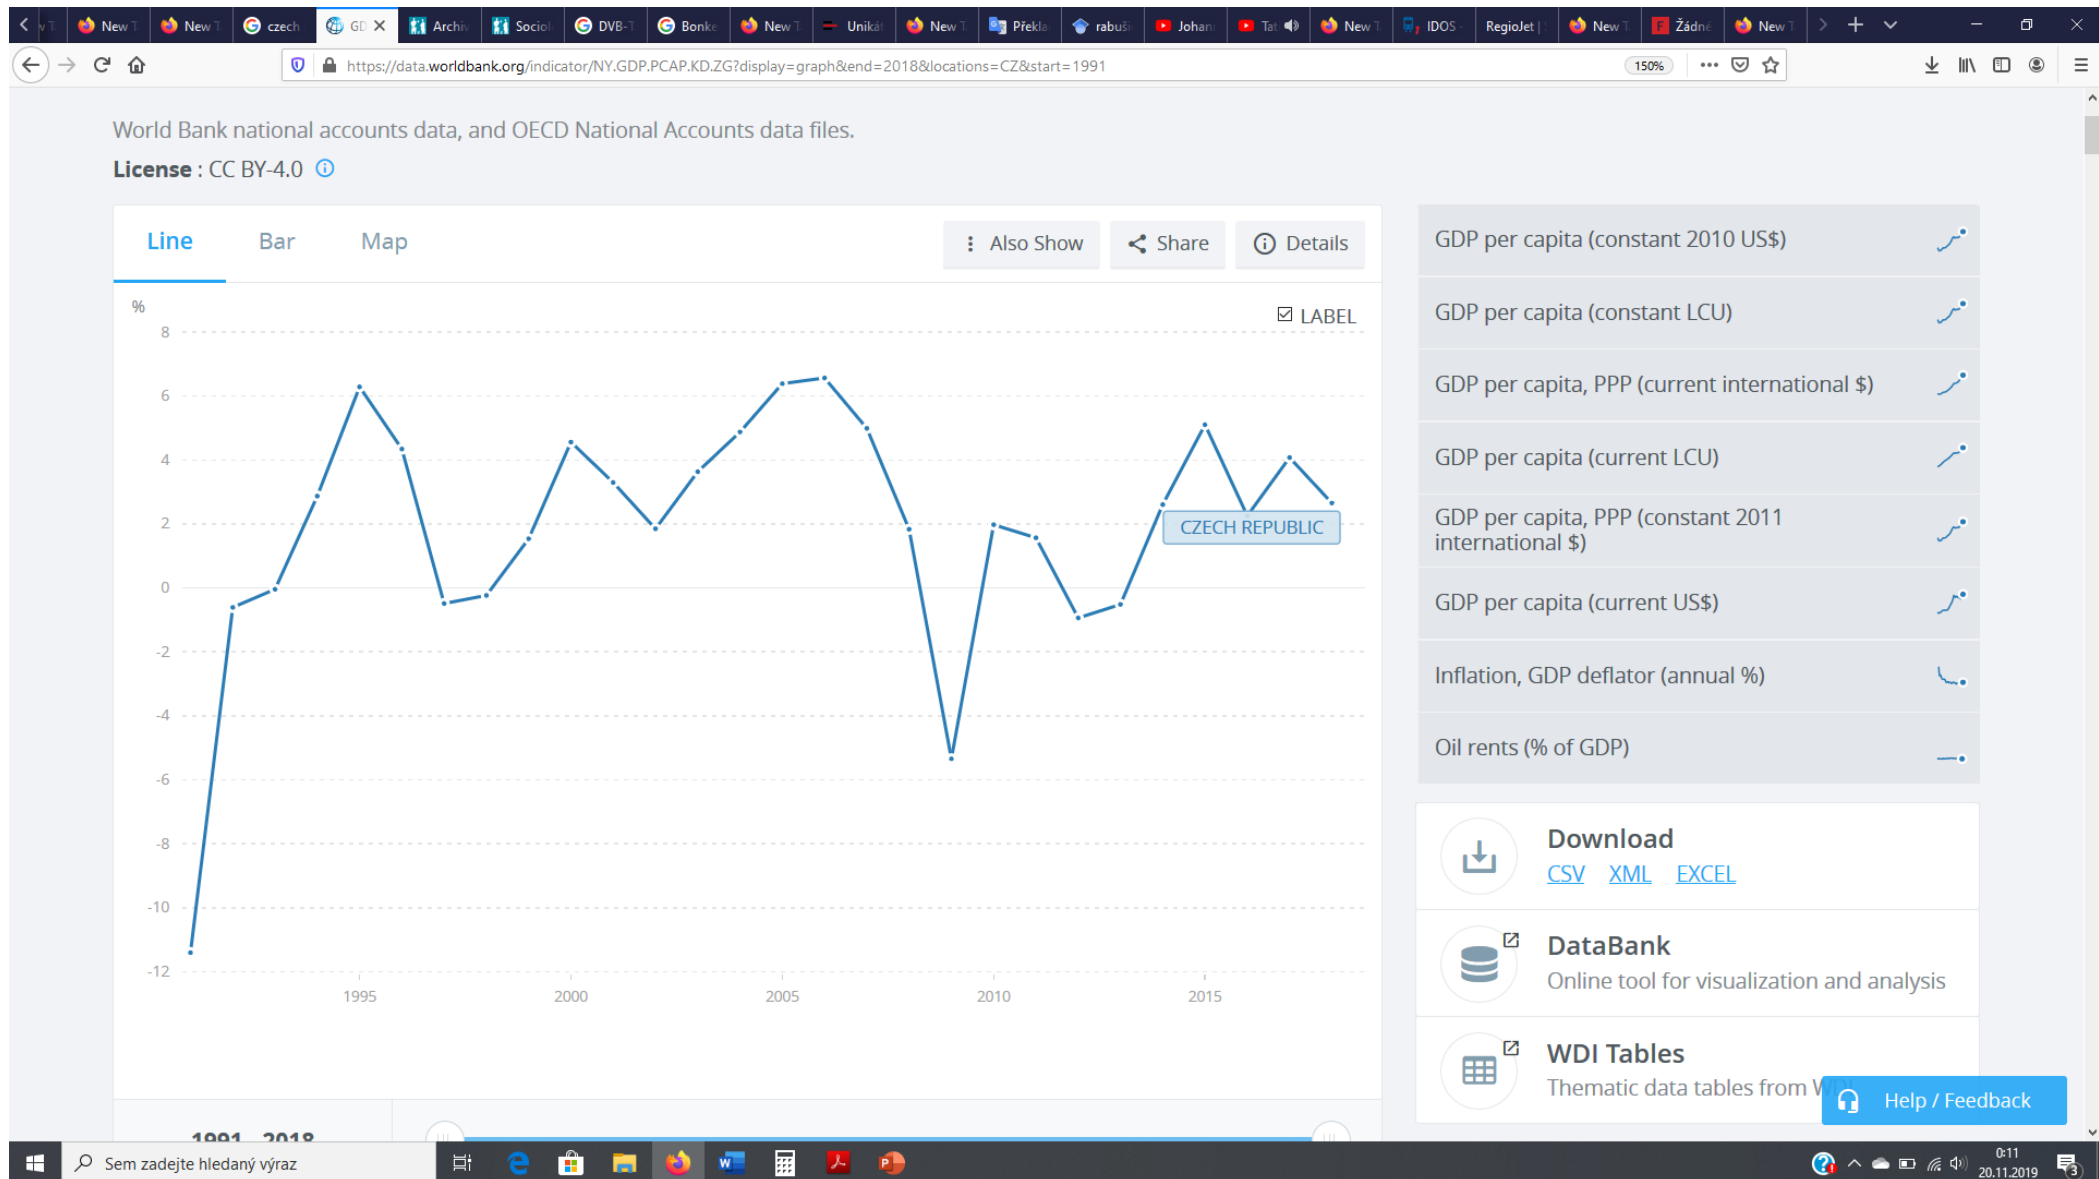 New T
New T
czech
GD
Archiv
Sociol
DVB-T
Bonke
New T
Unikát
New T
Překla
rabuši
Johann
Tat
New T
IDOS -
RegioJet |
New T
Žádné
New T
https://data.worldbank.org/indicator/NY.GDP.PCAP.KD.ZG?display=graph&end=2018&locations=CZ&start=1991
150%
World Bank national accounts data, and OECD National Accounts data files.
License : CC BY-4.0
Line Bar Map
Also Show Share Details
%
LABEL
8
6
4
2
0
-2
-4
-6
-8
-10
-12
CZECH REPUBLIC
1995 2000 2005 2010 2015
1991 2018
GDP per capita (constant 2010 US$)
GDP per capita (constant LCU)
GDP per capita, PPP (current international $)
GDP per capita (current LCU)
GDP per capita, PPP (constant 2011
international $)
GDP per capita (current US$)
Inflation, GDP deflator (annual %)
Oil rents (% of GDP)
Download
CSV XML EXCEL
DataBank
Online tool for visualization and analysis
WDI Tables
Thematic data tables from WDI
Help / Feedback
Sem zadejte hledaný výraz
0:11
20.11.2019
3